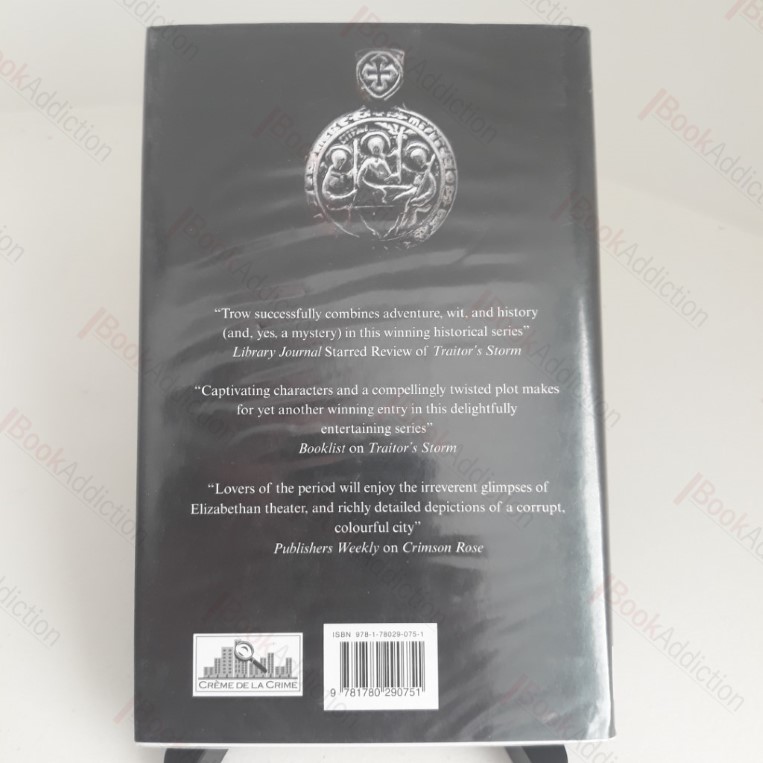 “Trow successfully combines adventure, wit, and history
(and, yes, a mystery) in this winning historical series”
Library Journal Starred Review of Traitor’s Storm
“Captivating characters and a compellingly twisted plot makes
for yet another winning entry in this delightfully
entertaining series”
Booklist on Traitor’s Storm
“Lovers of the period will enjoy the irreverent glimpses of
Elizabethan theater, and richly detailed depictions of a corrupt,
colourful city”
Publishers Weekly on Crimson Rose
CRÈME DE LA CRIME
ISBN 978-1-78029-075-1
9 781780 290751
BookAddiction